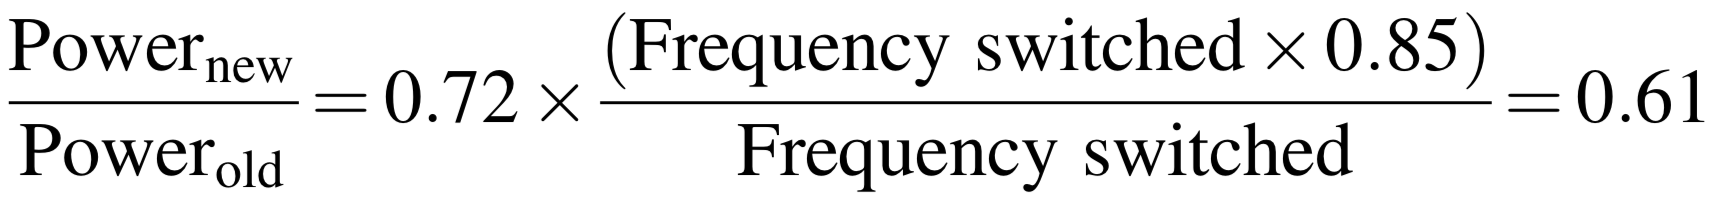 Power_new / Power_old = 0.72 × (Frequency switched × 0.85) / Frequency switched = 0.61